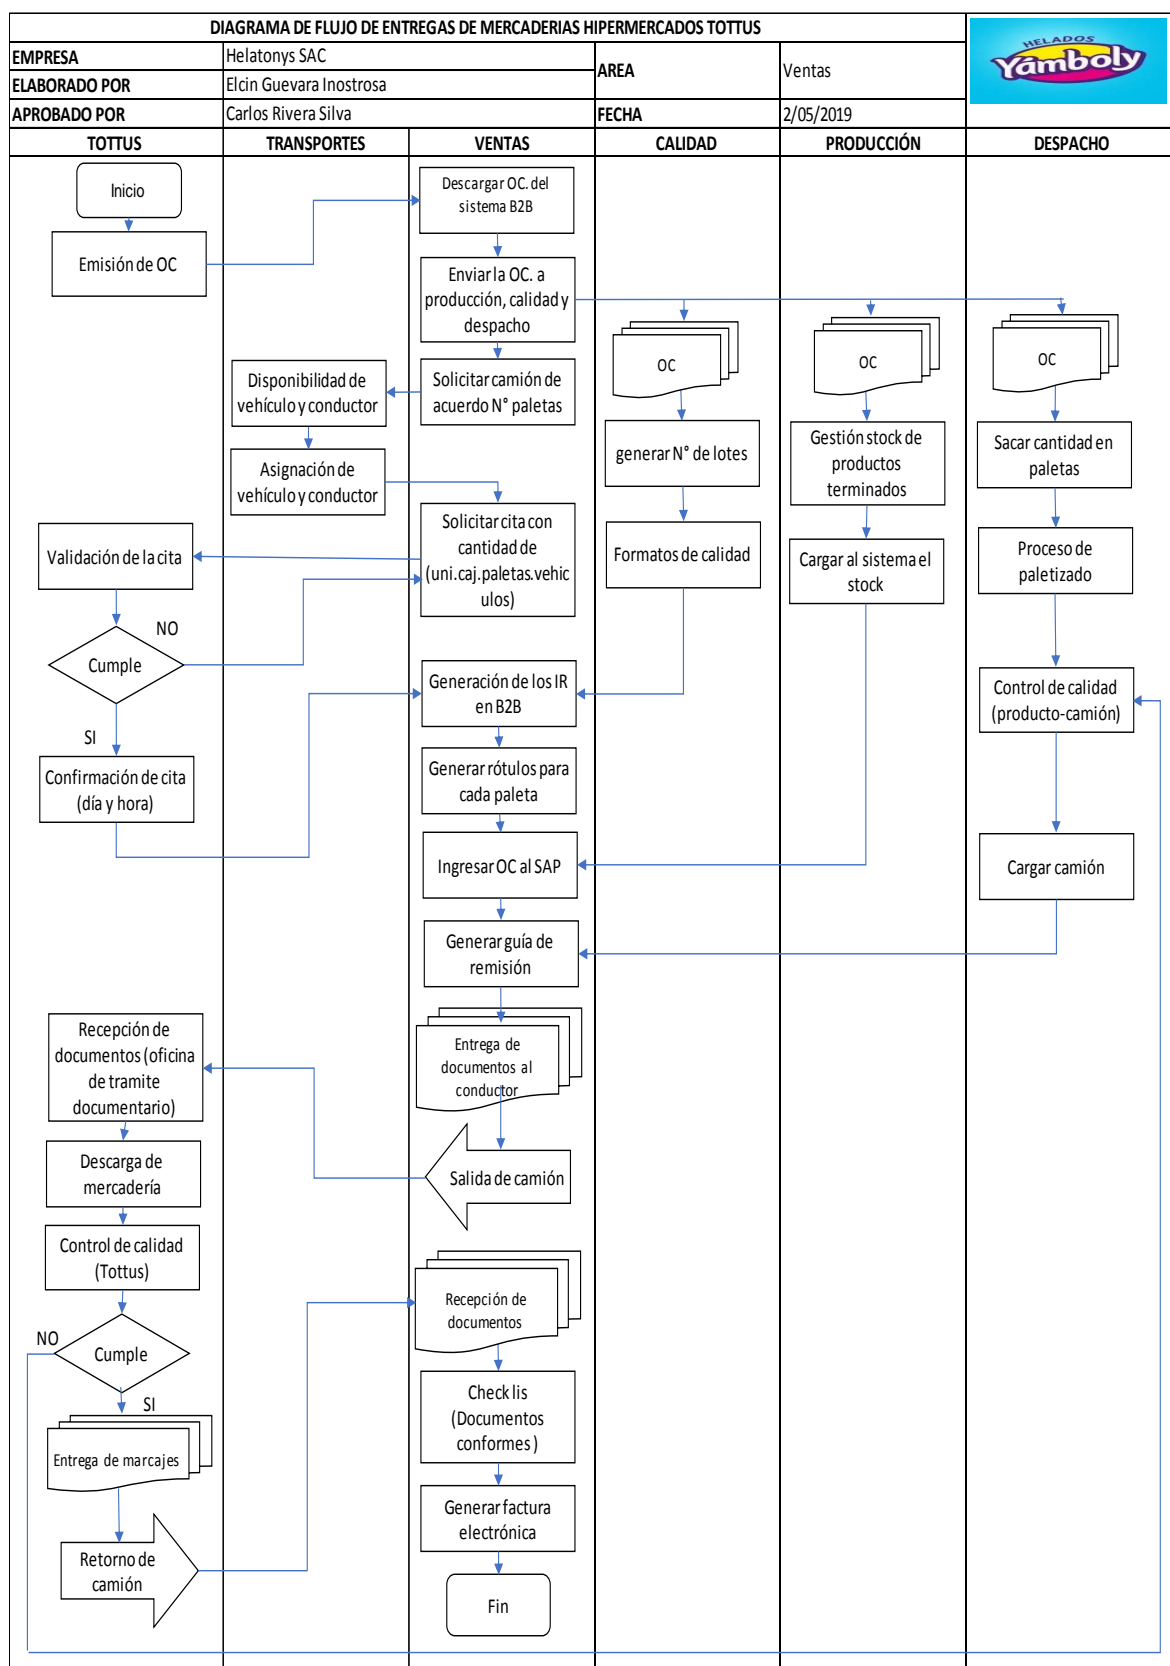 DIAGRAMA DE FLUJO DE ENTREGAS DE MERCADERIAS HIPERMERCADOS TOTTUS
HELADOS
Yámboly
EMPRESA
Helatonys SAC
ELABORADO POR
Elcin Guevara Inostrosa
AREA
Ventas
APROBADO POR
Carlos Rivera Silva
FECHA
2/05/2019
TOTTUS
TRANSPORTES
VENTAS
CALIDAD
PRODUCCIÓN
DESPACHO
Inicio
Emisión de OC
Descargar OC. del
sistema B2B
Enviar la OC. a
producción, calidad y
despacho
OC
OC
OC
Solicitar camión de
acuerdo N° paletas
Disponibilidad de
vehículo y conductor
Asignación de
vehículo y conductor
generar N° de lotes
Gestión stock de
productos
terminados
Sacar cantidad en
paletas
Solicitar cita con
cantidad de
(uni.caj.paletas.vehic
ulos)
Validación de la cita
Formatos de calidad
Cargar al sistema el
stock
Proceso de
paletizado
NO
Cumple
SI
Confirmación de cita
(día y hora)
Generación de los IR
en B2B
Control de calidad
(producto-camión)
Generar rótulos para
cada paleta
Ingresar OC al SAP
Cargar camión
Generar guía de
remisión
Entrega de
documentos al
conductor
Recepción de
documentos (oficina
de tramite
documentario)
Salida de camión
Descarga de
mercadería
Control de calidad
(Tottus)
NO
Cumple
SI
Entrega de marcajes
Retorno de
camión
Recepción de
documentos
Check lis
(Documentos
conformes )
Generar factura
electrónica
Fin